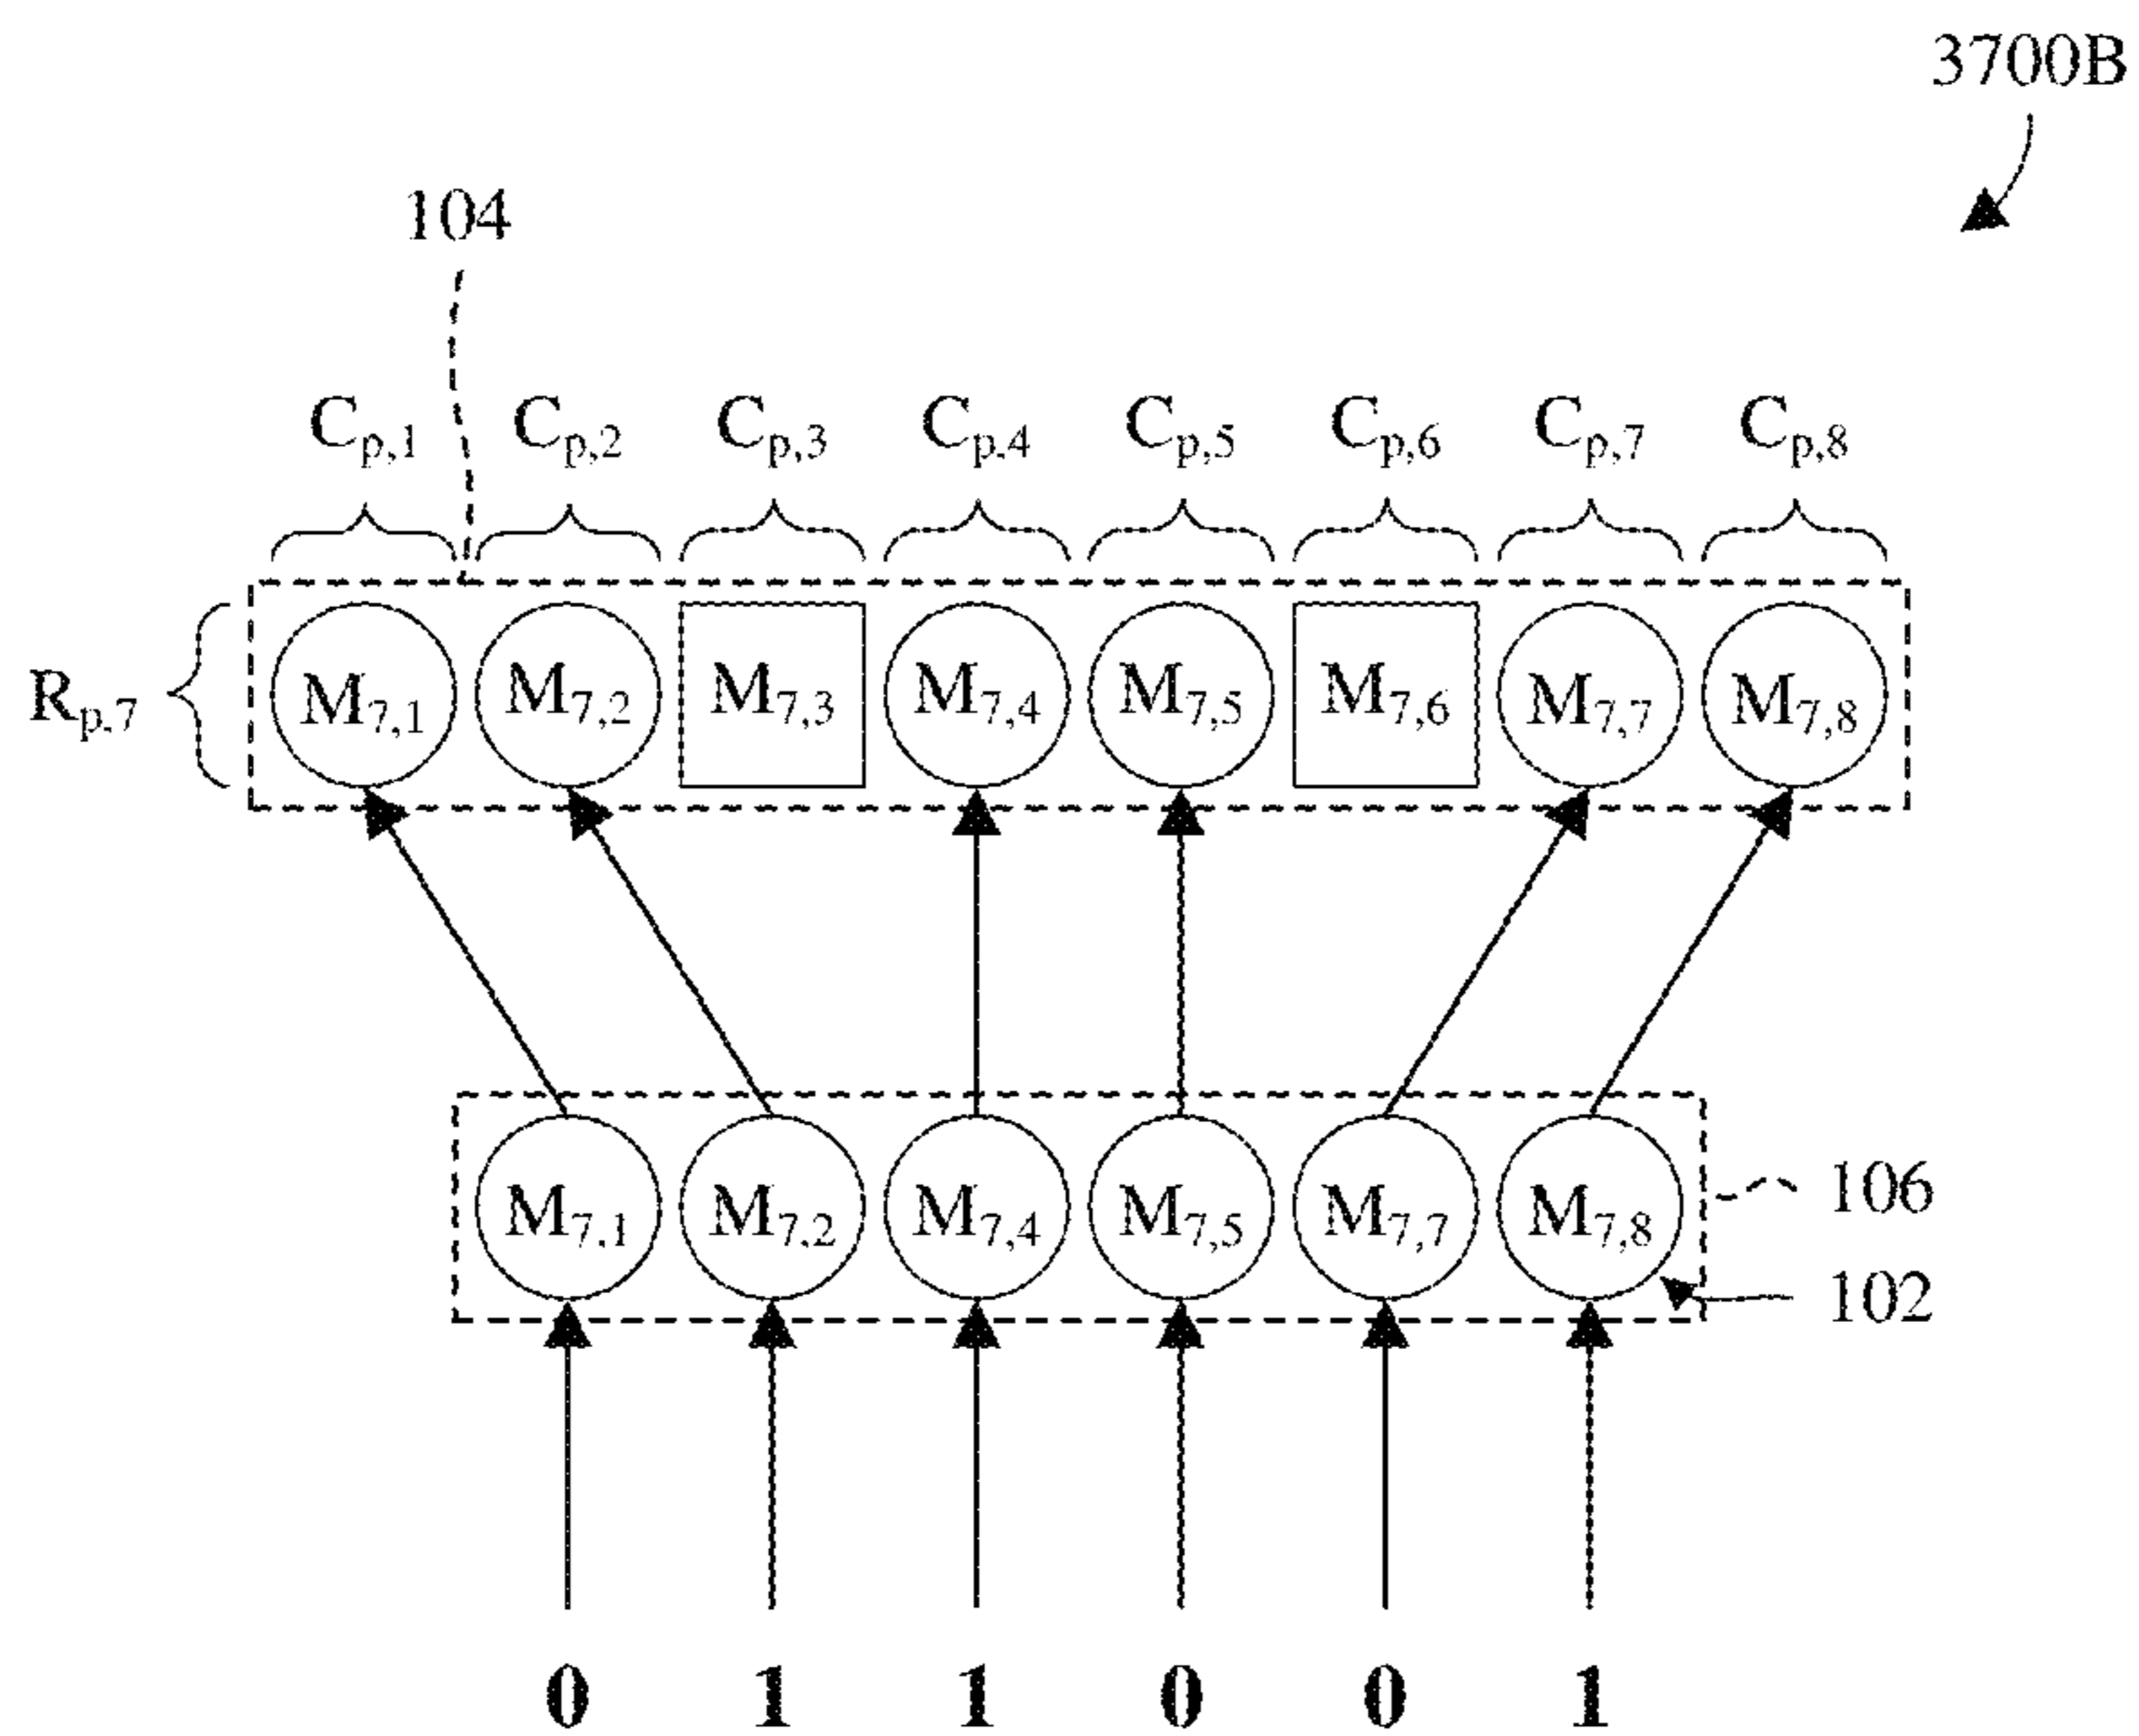 3700B
104
Cp,1 Cp,2 Cp,3 Cp,4 Cp,5 Cp,6 Cp,7 Cp,8
Rp,7 M7,1 M7,2 M7,3 M7,4 M7,5 M7,6 M7,7 M7,8
M7,1 M7,2 M7,4 M7,5 M7,7 M7,8 106
102
0 1 1 0 0 1